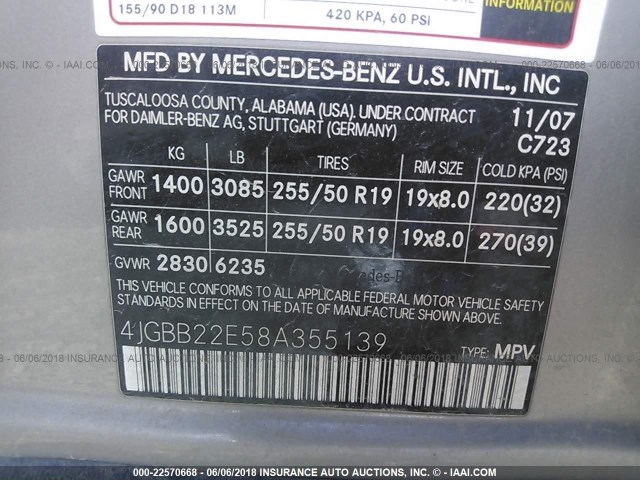 155/90 D18 113M
420 KPA, 60 PSI
INFORMATION
MFD BY MERCEDES-BENZ U.S. INTL., INC
TUSCALOOSA COUNTY, ALABAMA (USA). UNDER CONTRACT
FOR DAIMLER-BENZ AG, STUTTGART (GERMANY)
11/07
C723
KG LB TIRES RIM SIZE COLD KPA (PSI)
GAWR FRONT 1400 3085 255/50 R19 19x8.0 220(32)
GAWR REAR 1600 3525 255/50 R19 19x8.0 270(39)
GVWR 2830 6235
THIS VEHICLE CONFORMS TO ALL APPLICABLE FEDERAL MOTOR VEHICLE SAFETY
STANDARDS IN EFFECT ON THE DATE OF MANUFACTURE SHOWN ABOVE.
4JGBB22E58A355139
TYPE: MPV
000-22570668 - 06/06/2018 INSURANCE AUTO AUCTIONS, INC. - © - IAAI.COM